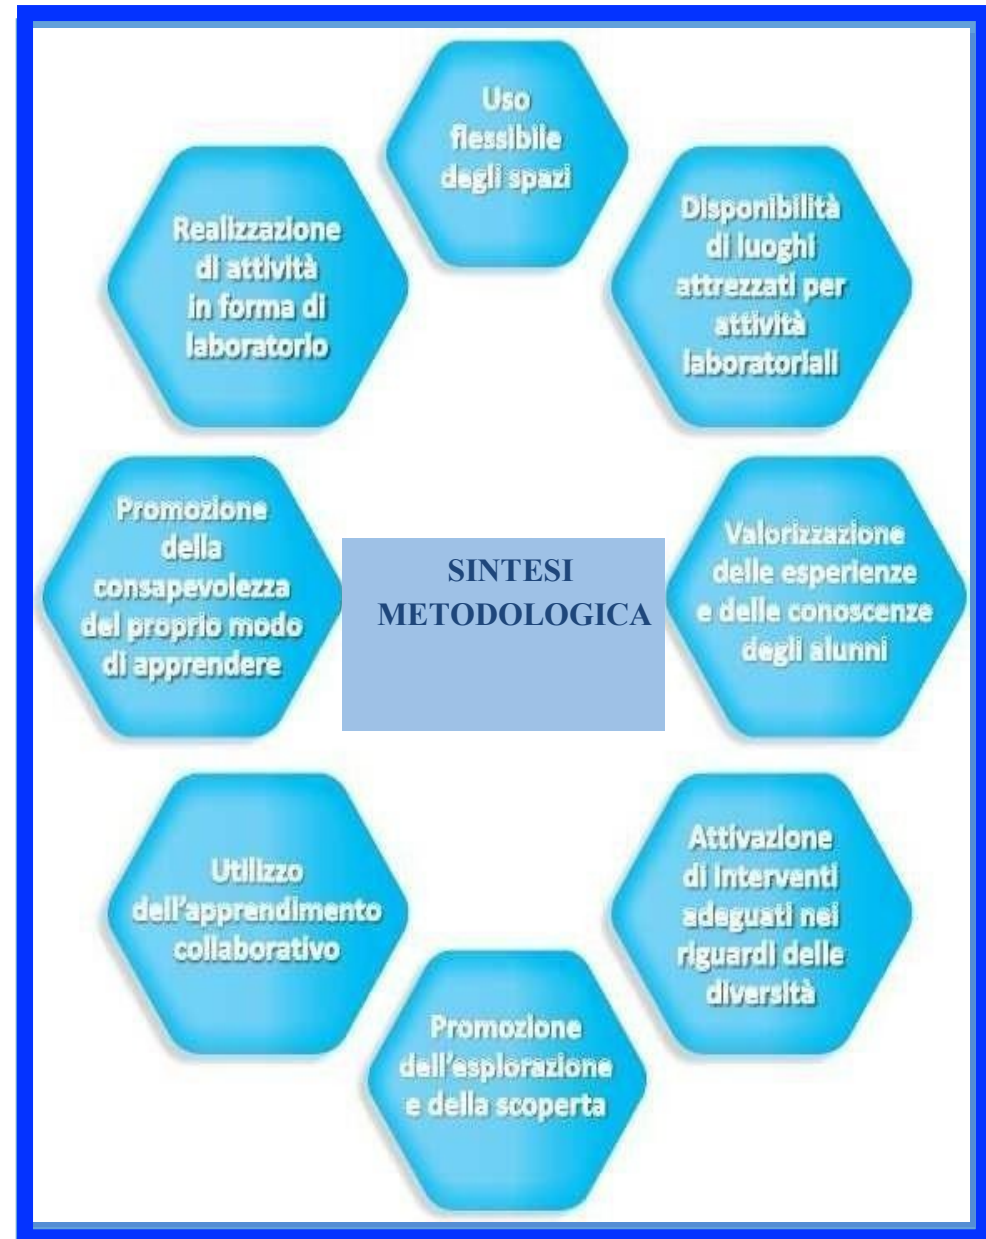 Uso
flessibile
degli spazi
Disponibilità
di luoghi
attrezzati per
attività
laboratoriali
Valorizzazione
delle esperienze
e delle conoscenze
degli alunni
Attivazione
di interventi
adeguati nei
riguardi delle
diversità
Promozione
dell'esplorazione
e della scoperta
Utilizzo
dell'apprendimento
collaborativo
Promozione
della
consapevolezza
del proprio modo
di apprendere
Realizzazione
di attività
in forma di
laboratorio
SINTESI
METODOLOGICA